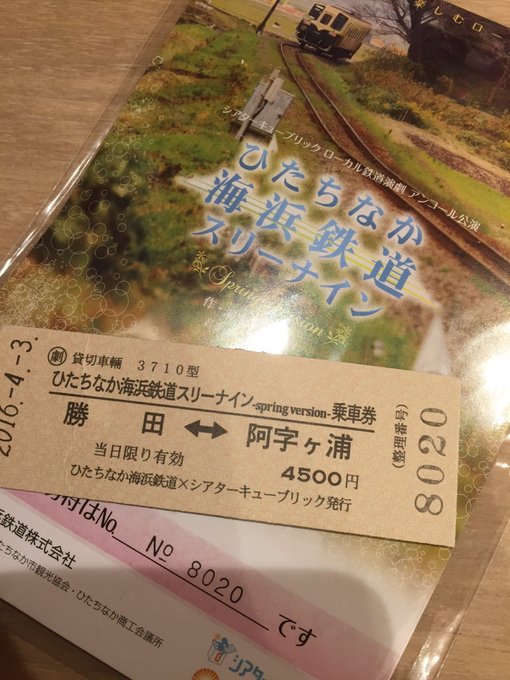 楽しむロー
シアターキューブリック ローカル鉄道演劇 アンコール公演
ひたちなか
海浜鉄道
スリーナイン
Spring Version
2016.-4.-3.
劇 貸切車輛 3710型
ひたちなか海浜鉄道スリーナイン-spring version-乗車券
勝田 ↔ 阿字ヶ浦
当日限り有効 4500円
ひたちなか海浜鉄道×シアターキューブリック発行
(整理番号) 8020
はNo. № 8020 です
浜鉄道株式会社
たちなか市観光協会・ひたちなか商工会議所
シアタ